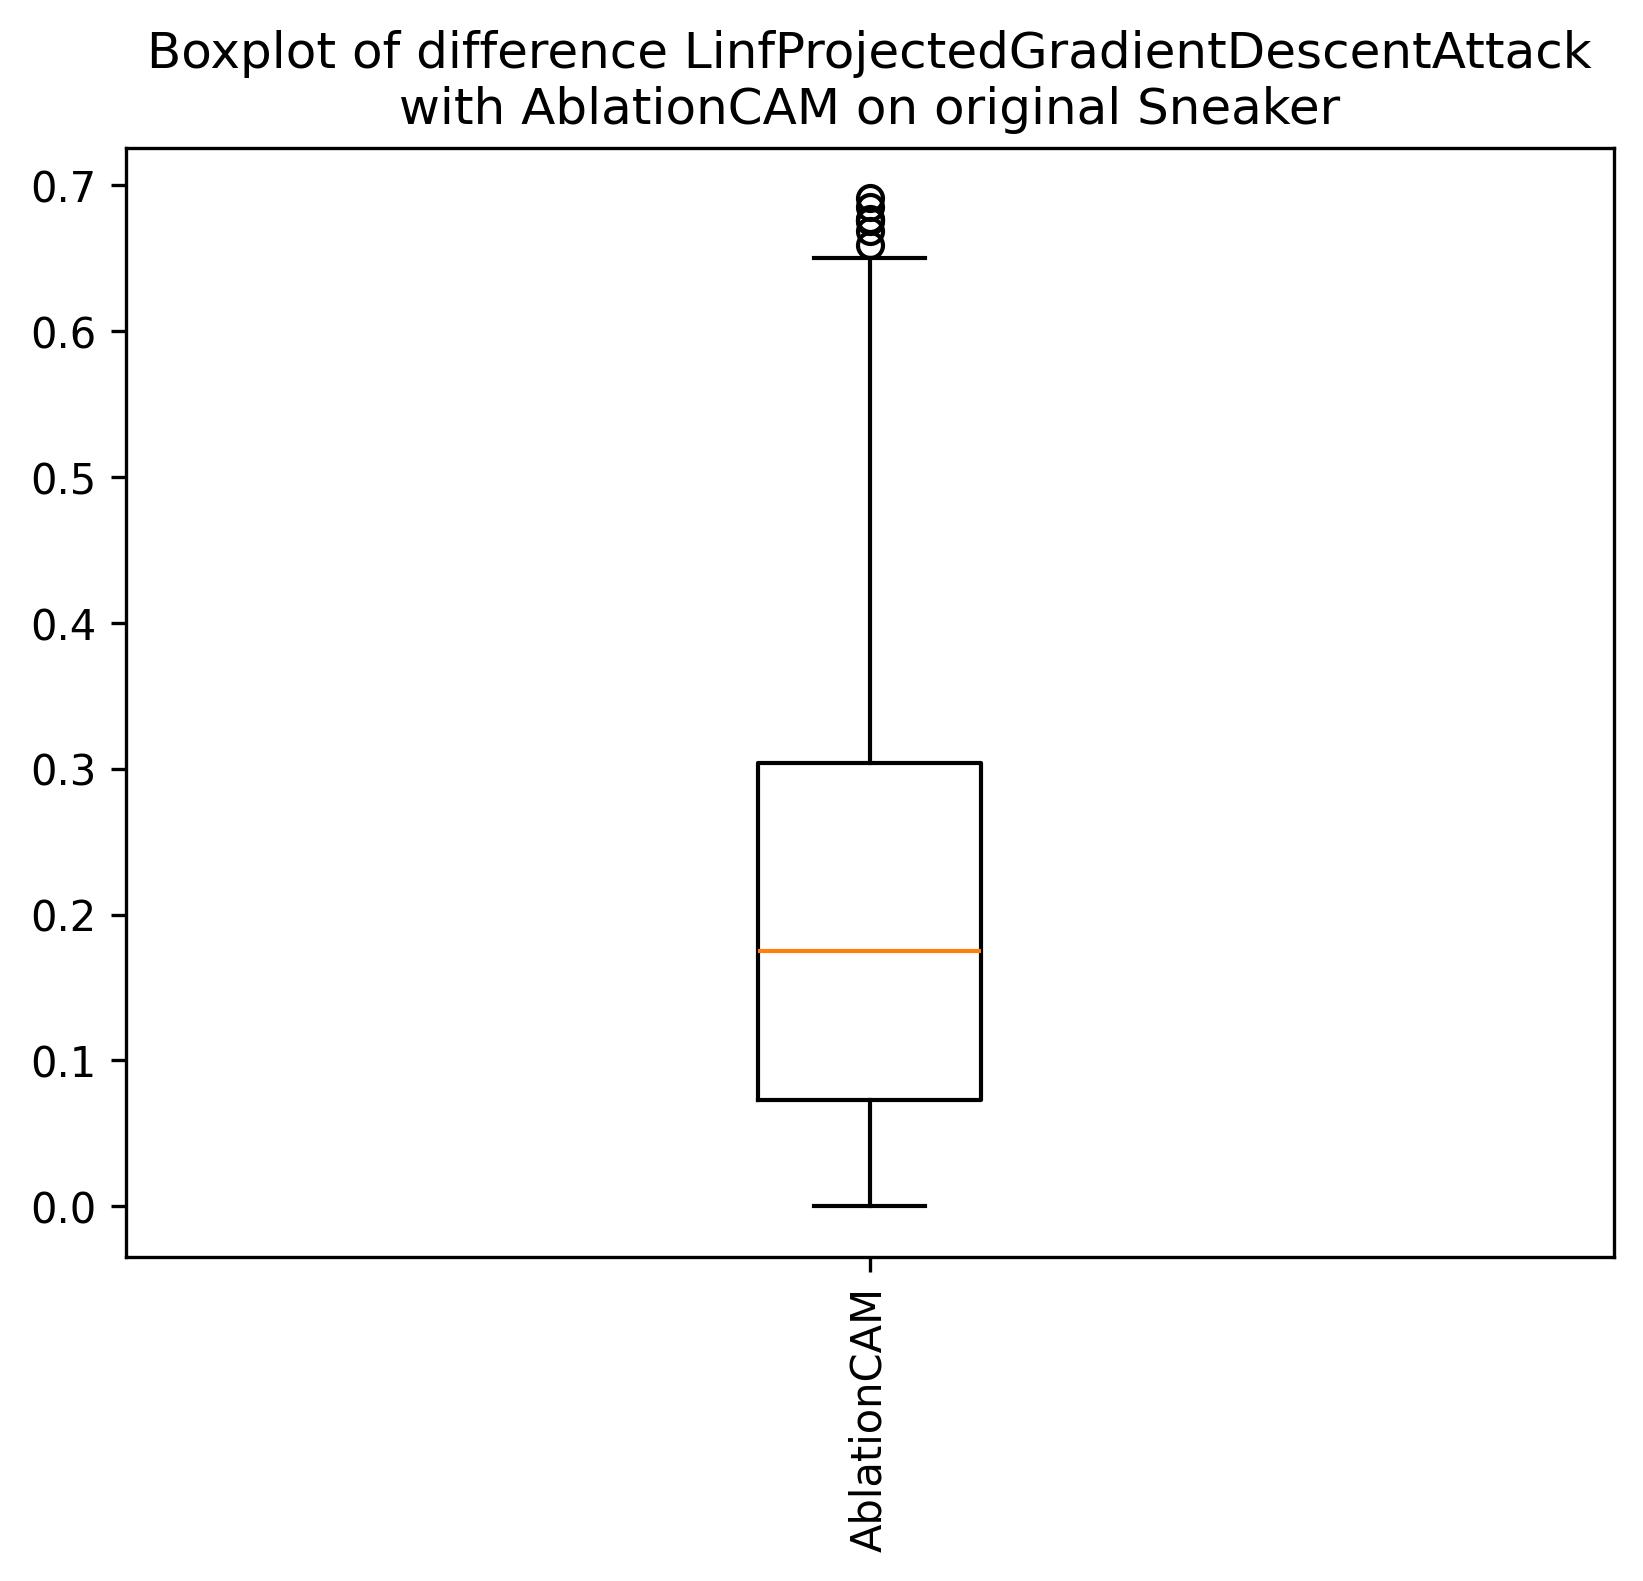 Boxplot of difference LinfProjectedGradientDescentAttack
with AblationCAM on original Sneaker
0.7
0.6
0.5
0.4
0.3
0.2
0.1
0.0
AblationCAM